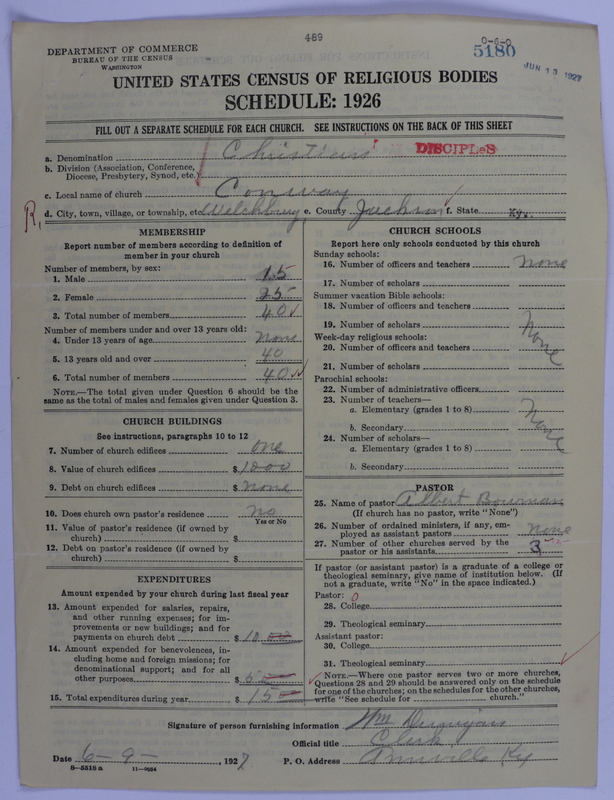 489
0-6-0
5180
JUN 13 1927
DEPARTMENT OF COMMERCE
BUREAU OF THE CENSUS
WASHINGTON
UNITED STATES CENSUS OF RELIGIOUS BODIES
SCHEDULE: 1926
FILL OUT A SEPARATE SCHEDULE FOR EACH CHURCH. SEE INSTRUCTIONS ON THE BACK OF THIS SHEET
a. Denomination Christian DISCIPLES
b. Division (Association, Conference,
Diocese, Presbytery, Synod, etc.)
c. Local name of church Conway
R. d. City, town, village, or township, etc. Welchburg e. County Jackson f. State Ky.
MEMBERSHIP
Report number of members according to definition of
member in your church
Number of members, by sex:
1. Male 15
2. Female 25
3. Total number of members 40
Number of members under and over 13 years old:
4. Under 13 years of age None
5. 13 years old and over 40
6. Total number of members 40
NOTE.—The total given under Question 6 should be the
same as the total of males and females given under Question 3.
CHURCH BUILDINGS
See instructions, paragraphs 10 to 12
7. Number of church edifices one
8. Value of church edifices $1200
9. Debt on church edifices $ None
10. Does church own pastor's residence? No
Yes or No
11. Value of pastor's residence (if owned by
church) $
12. Debt on pastor's residence (if owned by
church) $
EXPENDITURES
Amount expended by your church during last fiscal year
13. Amount expended for salaries, repairs,
and other running expenses; for im-
provements or new buildings; and for
payments on church debt $ 10.00
14. Amount expended for benevolences, in-
cluding home and foreign missions; for
denominational support; and for all
other purposes $ 5
15. Total expenditures during year $ 15
CHURCH SCHOOLS
Report here only schools conducted by this church
Sunday schools:
16. Number of officers and teachers None
17. Number of scholars
Summer vacation Bible schools:
18. Number of officers and teachers
19. Number of scholars None
Week-day religious schools:
20. Number of officers and teachers
21. Number of scholars
Parochial schools:
22. Number of administrative officers
23. Number of teachers—
a. Elementary (grades 1 to 8) None
b. Secondary
24. Number of scholars—
a. Elementary (grades 1 to 8)
b. Secondary
PASTOR
25. Name of pastor Albert Bowman
(If church has no pastor, write "None")
26. Number of ordained ministers, if any, em-
ployed as assistant pastors None
27. Number of other churches served by the
pastor or his assistants 3
If pastor (or assistant pastor) is a graduate of a college or
theological seminary, give name of institution below. (If
not a graduate, write "No" in the space indicated.)
Pastor: 0
28. College
29. Theological seminary
Assistant pastor:
30. College
31. Theological seminary
NOTE.—Where one pastor serves two or more churches,
Questions 28 and 29 should be answered only on the schedule
for one of the churches; on the schedules for the other churches,
write "See schedule for church."
Signature of person furnishing information Wm
Official title Clerk
Date 6-9- , 1927 P. O. Address Annville Ky
8-5518 a 11-9054